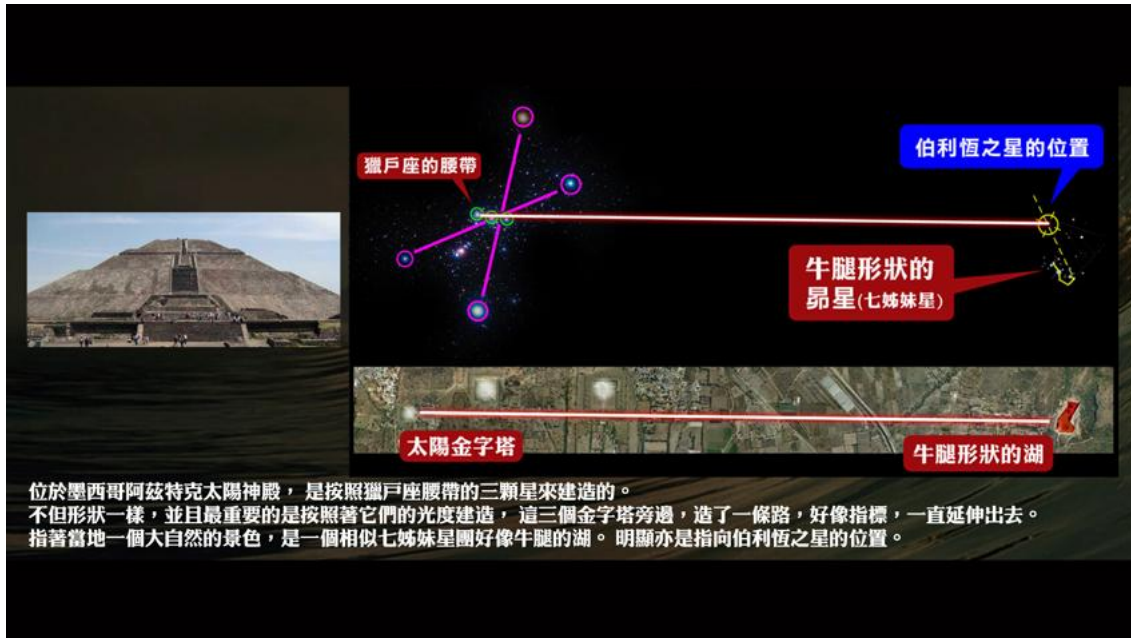 獵戶座的腰帶
伯利恆之星的位置
牛腿形狀的
昴星(七姊妹星)
太陽金字塔
牛腿形狀的湖
位於墨西哥阿茲特克太陽神殿， 是按照獵戶座腰帶的三顆星來建造的。
不但形狀一樣，並且最重要的是按照著它們的光度建造， 這三個金字塔旁邊，造了一條路，好像指標，一直延伸出去。
指著當地一個大自然的景色，是一個相似七姊妹星團好像牛腿的湖。 明顯亦是指向伯利恆之星的位置。